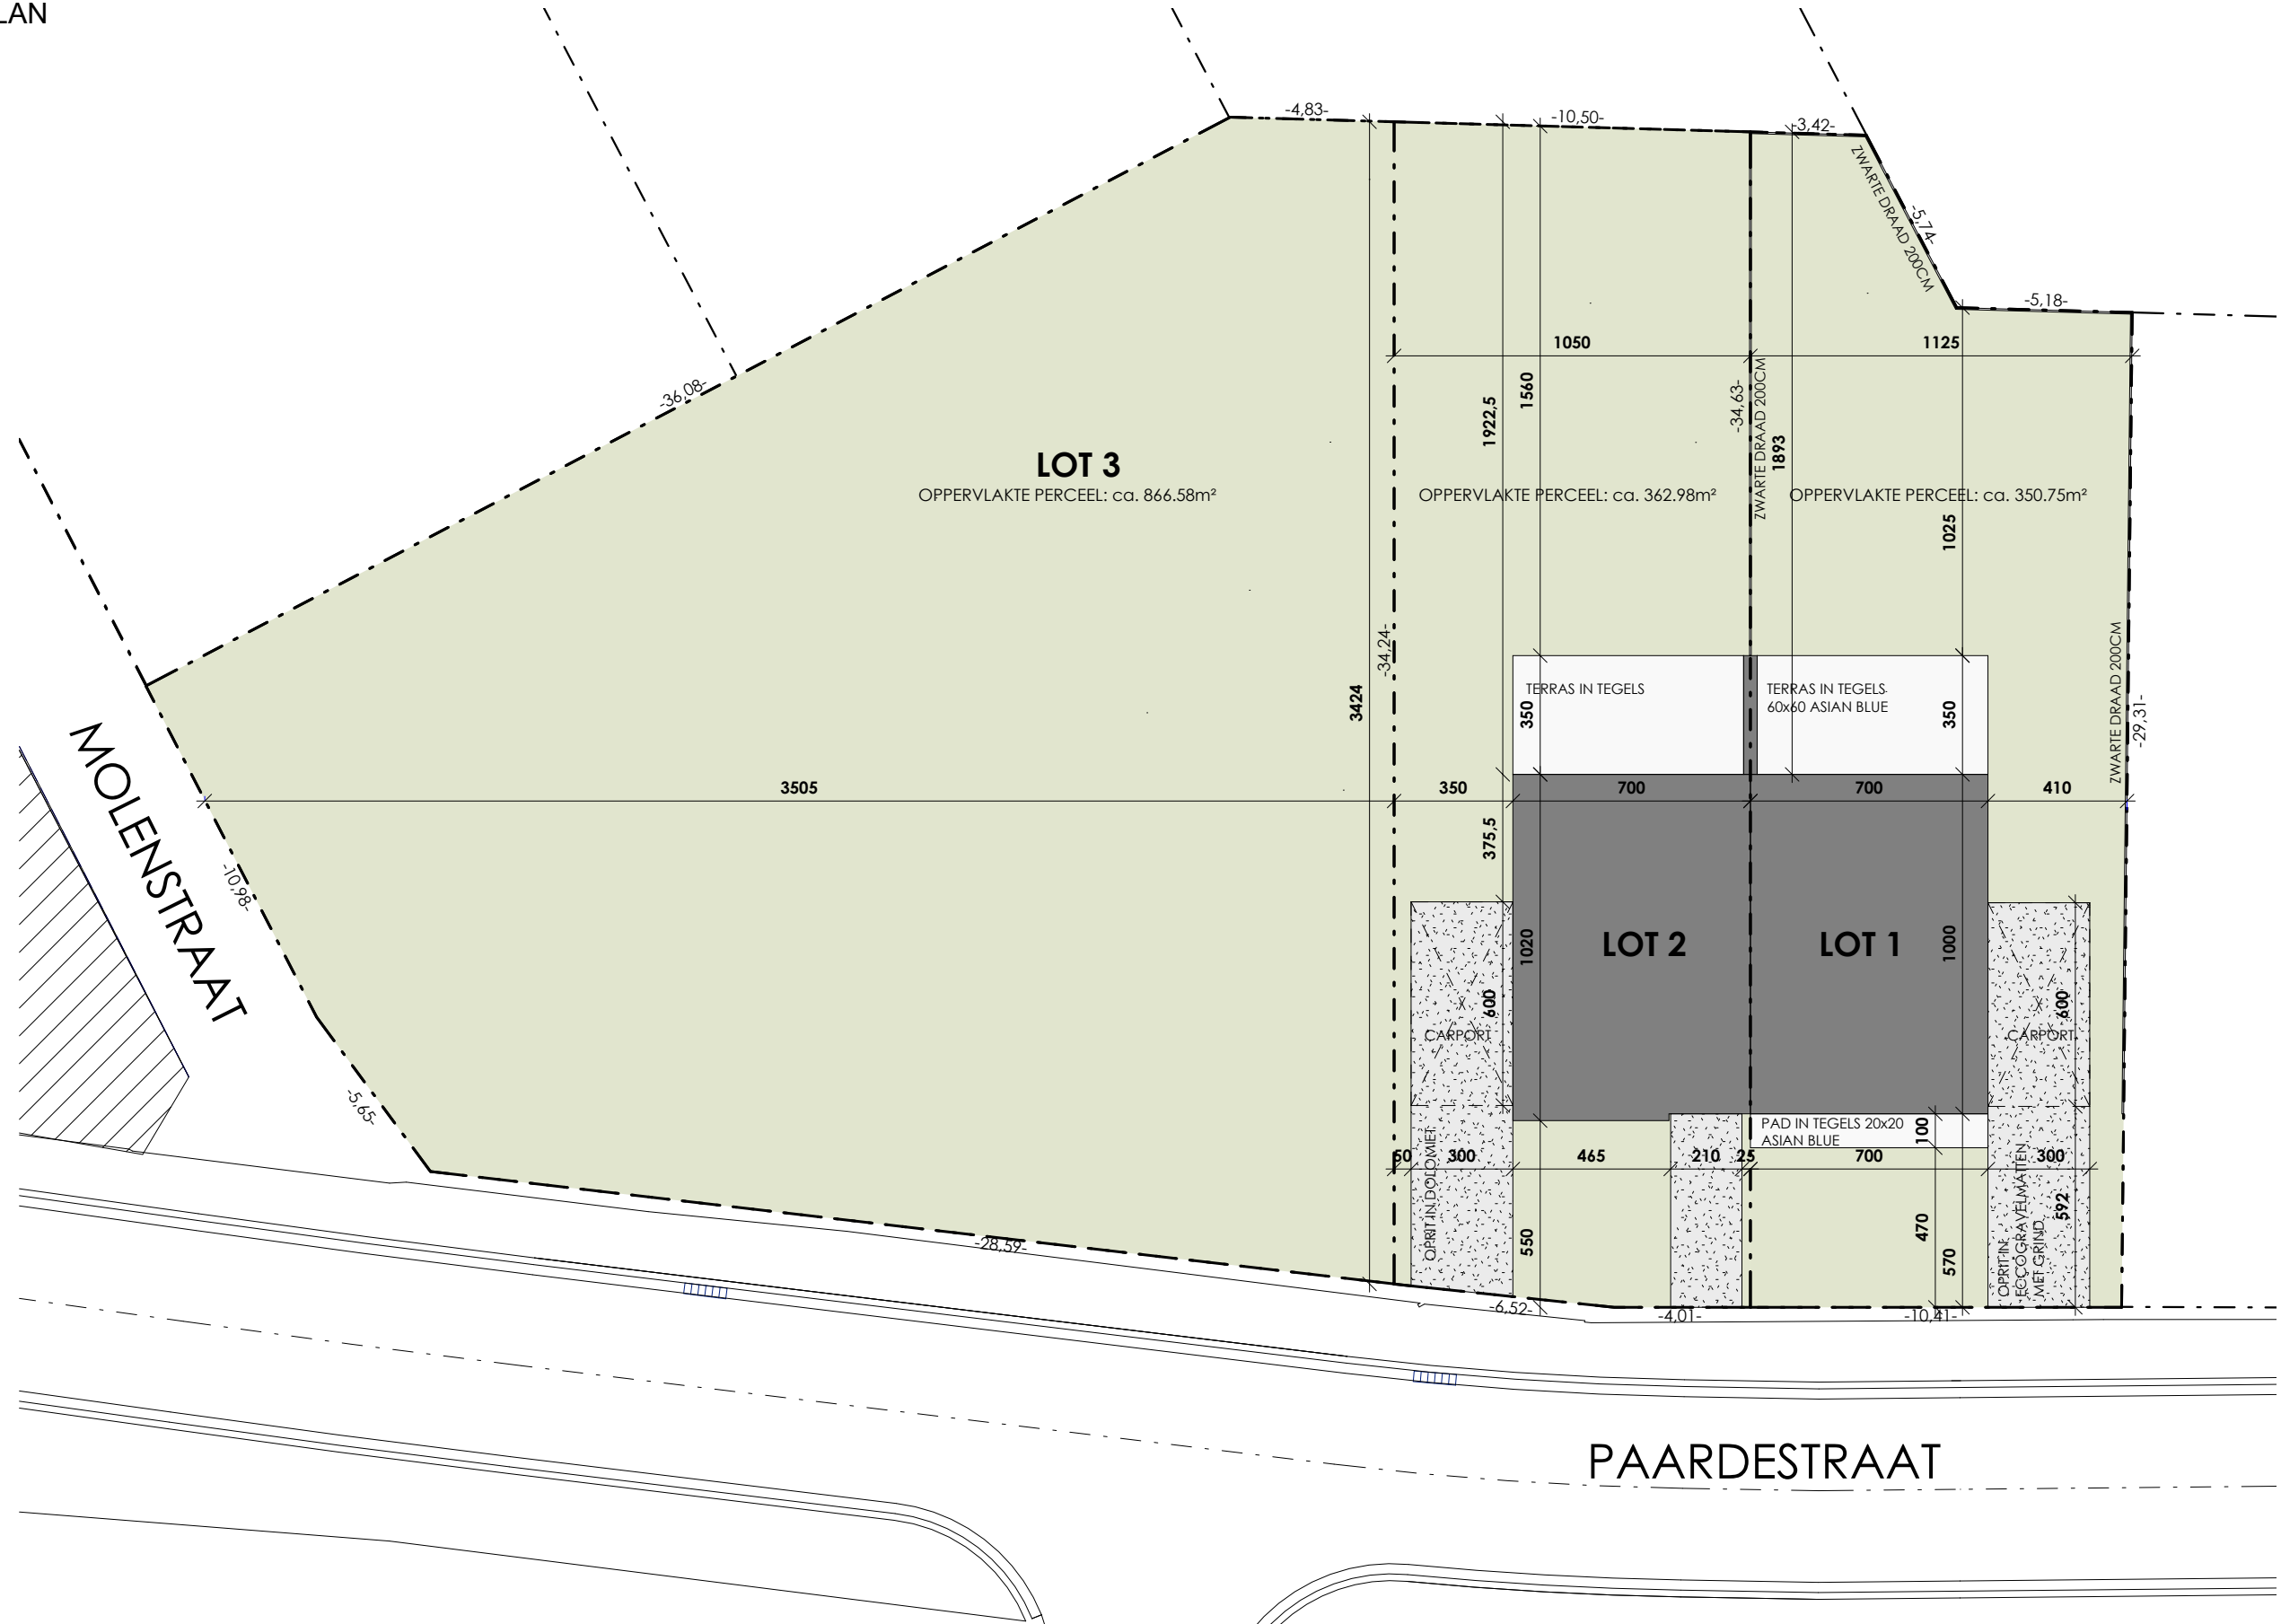 LAN
-4,83-
-10,50-
-3,42-
ZWARTE DRAAD 200CM
-5,74-
-5,18-
1050
1125
-36,08-
1922,5
1560
-34,63-
ZWARTE DRAAD 200CM
1893
LOT 3
OPPERVLAKTE PERCEEL: ca. 866.58m²
OPPERVLAKTE PERCEEL: ca. 362.98m²
OPPERVLAKTE PERCEEL: ca. 350.75m²
1025
-34,24-
3424
TERRAS IN TEGELS
350
TERRAS IN TEGELS
60x60 ASIAN BLUE
350
ZWARTE DRAAD 200CM
-29,31-
MOLENSTRAAT
3505
350
700
700
410
375,5
-10,98-
1020
LOT 2
LOT 1
1000
600
CARPORT
600
CARPORT
-5,65-
PAD IN TEGELS 20x20
ASIAN BLUE
100
50
300
465
210
25
700
300
OPRIT IN DOLOMIET
550
470
570
OPRIT IN
ECCOGRAVELMATTEN
MET GRIND
592
-28,59-
-6,52-
-4,01-
-10,41-
PAARDESTRAAT